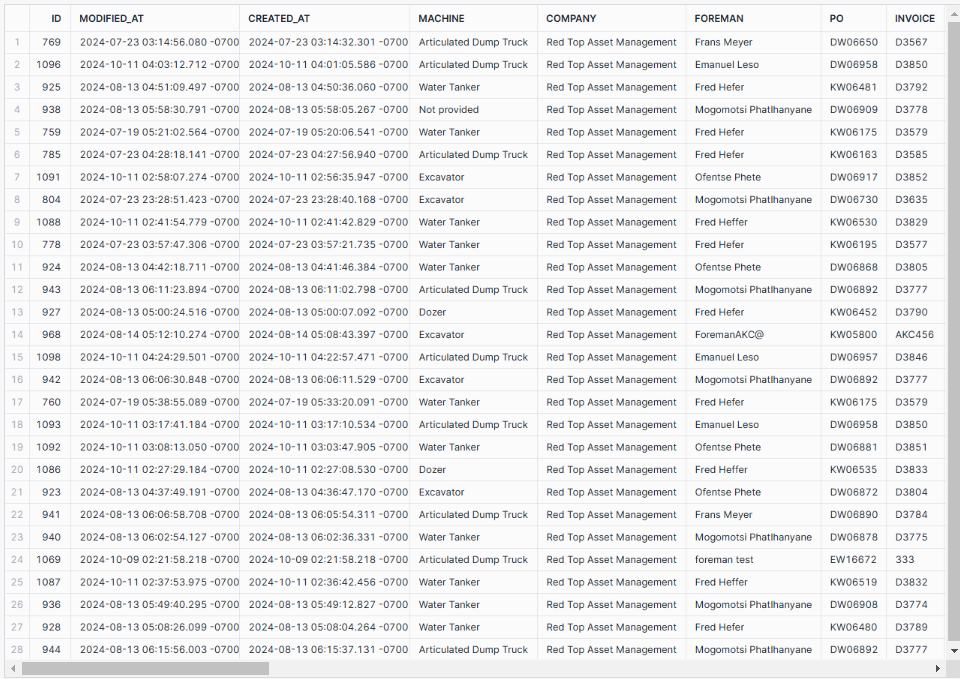 ID MODIFIED_AT CREATED_AT MACHINE COMPANY FOREMAN PO INVOICE
1 769 2024-07-23 03:14:56.080 -0700 2024-07-23 03:14:32.301 -0700 Articulated Dump Truck Red Top Asset Management Frans Meyer DW06650 D3567
2 1096 2024-10-11 04:03:12.712 -0700 2024-10-11 04:01:05.586 -0700 Articulated Dump Truck Red Top Asset Management Emanuel Leso DW06958 D3850
3 925 2024-08-13 04:51:09.497 -0700 2024-08-13 04:50:36.060 -0700 Water Tanker Red Top Asset Management Fred Hefer KW06481 D3792
4 938 2024-08-13 05:58:30.791 -0700 2024-08-13 05:58:05.267 -0700 Not provided Red Top Asset Management Mogomotsi Phatlhanyane DW06909 D3778
5 759 2024-07-19 05:21:02.564 -0700 2024-07-19 05:20:06.541 -0700 Water Tanker Red Top Asset Management Fred Hefer KW06175 D3579
6 785 2024-07-23 04:28:18.141 -0700 2024-07-23 04:27:56.940 -0700 Articulated Dump Truck Red Top Asset Management Fred Hefer KW06163 D3585
7 1091 2024-10-11 02:58:07.274 -0700 2024-10-11 02:56:35.947 -0700 Excavator Red Top Asset Management Ofentse Phete DW06917 D3852
8 804 2024-07-23 23:28:51.423 -0700 2024-07-23 23:28:40.168 -0700 Excavator Red Top Asset Management Mogomotsi Phatlhanyane DW06730 D3635
9 1088 2024-10-11 02:41:54.779 -0700 2024-10-11 02:41:42.829 -0700 Water Tanker Red Top Asset Management Fred Heffer KW06530 D3829
10 778 2024-07-23 03:57:47.306 -0700 2024-07-23 03:57:21.735 -0700 Water Tanker Red Top Asset Management Fred Hefer KW06195 D3577
11 924 2024-08-13 04:42:18.711 -0700 2024-08-13 04:41:46.384 -0700 Water Tanker Red Top Asset Management Ofentse Phete DW06868 D3805
12 943 2024-08-13 06:11:23.894 -0700 2024-08-13 06:11:02.798 -0700 Articulated Dump Truck Red Top Asset Management Mogomotsi Phatlhanyane DW06892 D3777
13 927 2024-08-13 05:00:24.516 -0700 2024-08-13 05:00:07.092 -0700 Dozer Red Top Asset Management Fred Hefer KW06452 D3790
14 968 2024-08-14 05:12:10.274 -0700 2024-08-14 05:08:43.397 -0700 Excavator Red Top Asset Management ForemanAKC@ KW05800 AKC456
15 1098 2024-10-11 04:24:29.501 -0700 2024-10-11 04:22:57.471 -0700 Articulated Dump Truck Red Top Asset Management Emanuel Leso DW06957 D3846
16 942 2024-08-13 06:06:30.848 -0700 2024-08-13 06:06:11.529 -0700 Excavator Red Top Asset Management Mogomotsi Phatlhanyane DW06892 D3777
17 760 2024-07-19 05:38:55.089 -0700 2024-07-19 05:33:20.091 -0700 Water Tanker Red Top Asset Management Fred Hefer KW06175 D3579
18 1093 2024-10-11 03:17:41.184 -0700 2024-10-11 03:17:10.534 -0700 Articulated Dump Truck Red Top Asset Management Emanuel Leso DW06958 D3850
19 1092 2024-10-11 03:08:13.050 -0700 2024-10-11 03:03:47.905 -0700 Water Tanker Red Top Asset Management Ofentse Phete DW06881 D3851
20 1086 2024-10-11 02:27:29.184 -0700 2024-10-11 02:27:08.530 -0700 Dozer Red Top Asset Management Fred Heffer KW06535 D3833
21 923 2024-08-13 04:37:49.191 -0700 2024-08-13 04:36:47.170 -0700 Excavator Red Top Asset Management Ofentse Phete DW06872 D3804
22 941 2024-08-13 06:06:58.708 -0700 2024-08-13 06:05:54.311 -0700 Articulated Dump Truck Red Top Asset Management Frans Meyer DW06890 D3784
23 940 2024-08-13 06:02:54.127 -0700 2024-08-13 06:02:36.331 -0700 Water Tanker Red Top Asset Management Mogomotsi Phatlhanyane DW06878 D3775
24 1069 2024-10-09 02:21:58.218 -0700 2024-10-09 02:21:58.218 -0700 Articulated Dump Truck Red Top Asset Management foreman test EW16672 333
25 1087 2024-10-11 02:37:53.975 -0700 2024-10-11 02:36:42.456 -0700 Water Tanker Red Top Asset Management Fred Heffer KW06519 D3832
26 936 2024-08-13 05:49:40.295 -0700 2024-08-13 05:49:12.827 -0700 Water Tanker Red Top Asset Management Mogomotsi Phatlhanyane DW06908 D3774
27 928 2024-08-13 05:08:26.099 -0700 2024-08-13 05:08:04.264 -0700 Water Tanker Red Top Asset Management Fred Hefer KW06480 D3789
28 944 2024-08-13 06:15:56.003 -0700 2024-08-13 06:15:37.131 -0700 Articulated Dump Truck Red Top Asset Management Mogomotsi Phatlhanyane DW06892 D3777